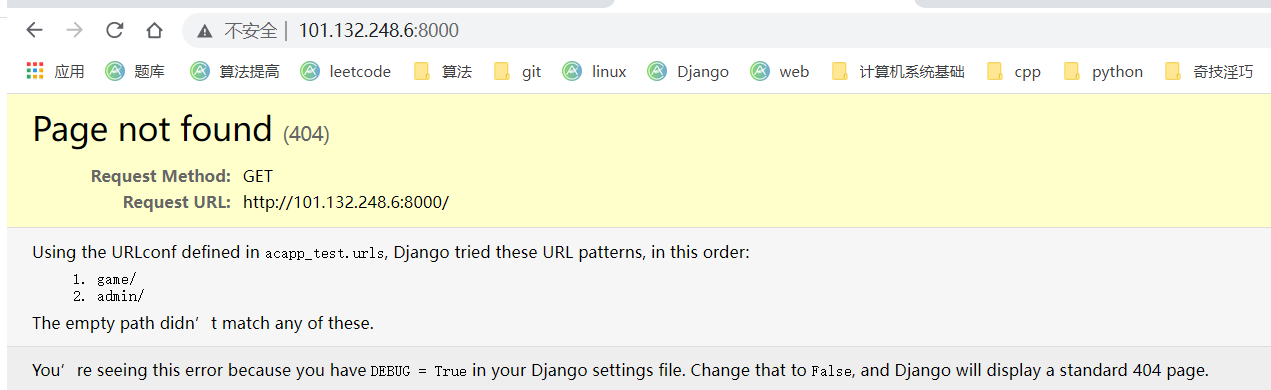 不安全 | 101.132.248.6:8000
应用 题库 算法提高 leetcode 算法 git linux Django web 计算机系统基础 cpp python 奇技淫巧
Page not found (404)
Request Method: GET
Request URL: http://101.132.248.6:8000/
Using the URLconf defined in acapp_test.urls, Django tried these URL patterns, in this order:
1. game/
2. admin/
The empty path didn’t match any of these.
You’re seeing this error because you have DEBUG = True in your Django settings file. Change that to False, and Django will display a standard 404 page.